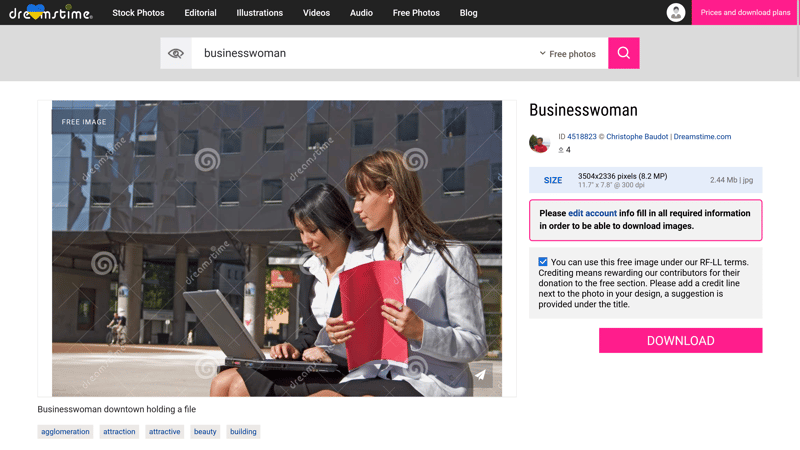 dreamstime®
Stock Photos
Editorial
Illustrations
Videos
Audio
Free Photos
Blog
Prices and download plans
businesswoman
Free photos
FREE IMAGE
dreamstime
dreamstime
dreamstime
dreamstime
dreamstime
Businesswoman
ID 4518823 © Christophe Baudot | Dreamstime.com
4
SIZE
3504x2336 pixels (8.2 MP)
11.7" x 7.8" @ 300 dpi
2.44 Mb | jpg
Please edit account info fill in all required information
in order to be able to download images.
You can use this free image under our RF-LL terms.
Crediting means rewarding our contributors for their
donation to the free section. Please add a credit line
next to the photo in your design, a suggestion is
provided under the title.
DOWNLOAD
Businesswoman downtown holding a file
agglomeration
attraction
attractive
beauty
building